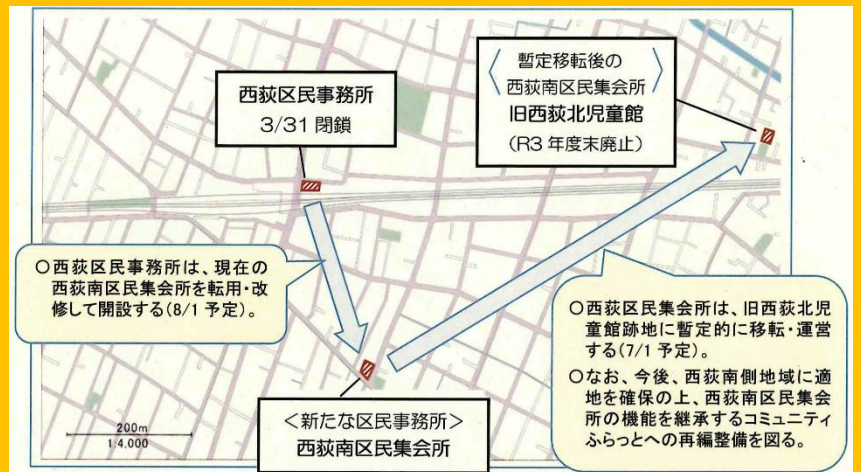 西荻区民事務所
3/31 閉鎖
暫定移転後の
西荻南区民集会所
旧西荻北児童館
(R3 年度末廃止)
○西荻区民事務所は、現在の
西荻南区民集会所を転用・改
修して開設する(8/1 予定)。
○西荻区民集会所は、旧西荻北児
童館跡地に暫定的に移転・運営
する(7/1 予定)。
○なお、今後、西荻南側地域に適
地を確保の上、西荻南区民集会
所の機能を継承するコミュニティ
ふらっとへの再編整備を図る。
<新たな区民事務所>
西荻南区民集会所
200m
1:4,000